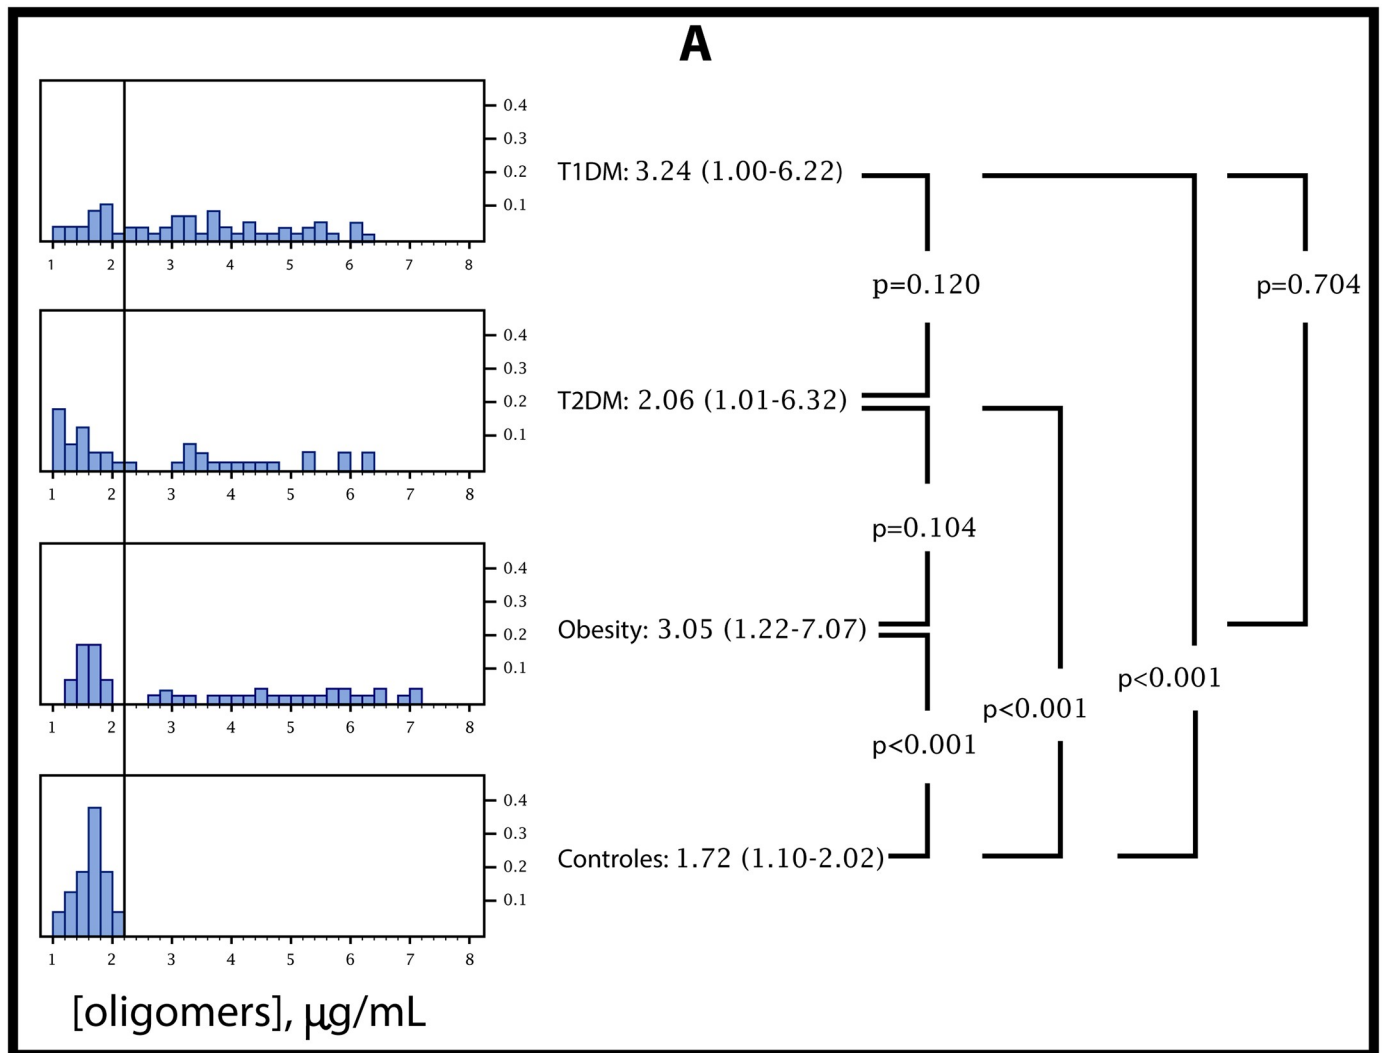 A
0.4
0.3
0.2
0.1
1 2 3 4 5 6 7 8
T1DM: 3.24 (1.00-6.22)
p=0.120
p=0.704
0.4
0.3
0.2
0.1
1 2 3 4 5 6 7 8
T2DM: 2.06 (1.01-6.32)
p=0.104
0.4
0.3
0.2
0.1
1 2 3 4 5 6 7 8
Obesity: 3.05 (1.22-7.07)
p<0.001
p<0.001
p<0.001
0.4
0.3
0.2
0.1
1 2 3 4 5 6 7 8
Controles: 1.72 (1.10-2.02)
[oligomers], μg/mL